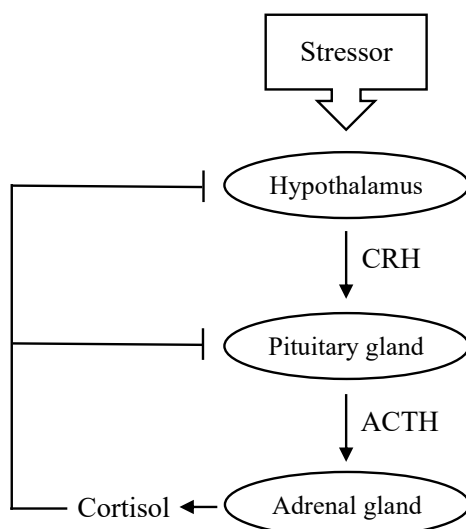 Stressor
Hypothalamus
CRH
Pituitary gland
ACTH
Cortisol
Adrenal gland